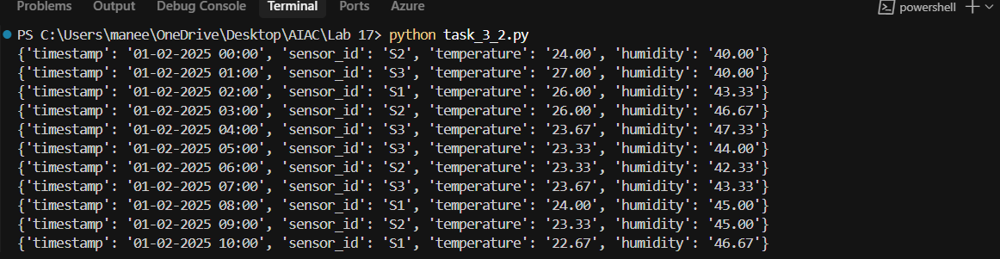 Problems Output Debug Console Terminal Ports Azure powershell
PS C:\Users\manee\OneDrive\Desktop\AIAC\Lab 17> python task_3_2.py
{'timestamp': '01-02-2025 00:00', 'sensor_id': 'S2', 'temperature': '24.00', 'humidity': '40.00'}
{'timestamp': '01-02-2025 01:00', 'sensor_id': 'S3', 'temperature': '27.00', 'humidity': '40.00'}
{'timestamp': '01-02-2025 02:00', 'sensor_id': 'S1', 'temperature': '26.00', 'humidity': '43.33'}
{'timestamp': '01-02-2025 03:00', 'sensor_id': 'S2', 'temperature': '26.00', 'humidity': '46.67'}
{'timestamp': '01-02-2025 04:00', 'sensor_id': 'S3', 'temperature': '23.67', 'humidity': '47.33'}
{'timestamp': '01-02-2025 05:00', 'sensor_id': 'S3', 'temperature': '23.33', 'humidity': '44.00'}
{'timestamp': '01-02-2025 06:00', 'sensor_id': 'S2', 'temperature': '23.33', 'humidity': '42.33'}
{'timestamp': '01-02-2025 07:00', 'sensor_id': 'S3', 'temperature': '23.67', 'humidity': '43.33'}
{'timestamp': '01-02-2025 08:00', 'sensor_id': 'S1', 'temperature': '24.00', 'humidity': '45.00'}
{'timestamp': '01-02-2025 09:00', 'sensor_id': 'S2', 'temperature': '23.33', 'humidity': '45.00'}
{'timestamp': '01-02-2025 10:00', 'sensor_id': 'S1', 'temperature': '22.67', 'humidity': '46.67'}